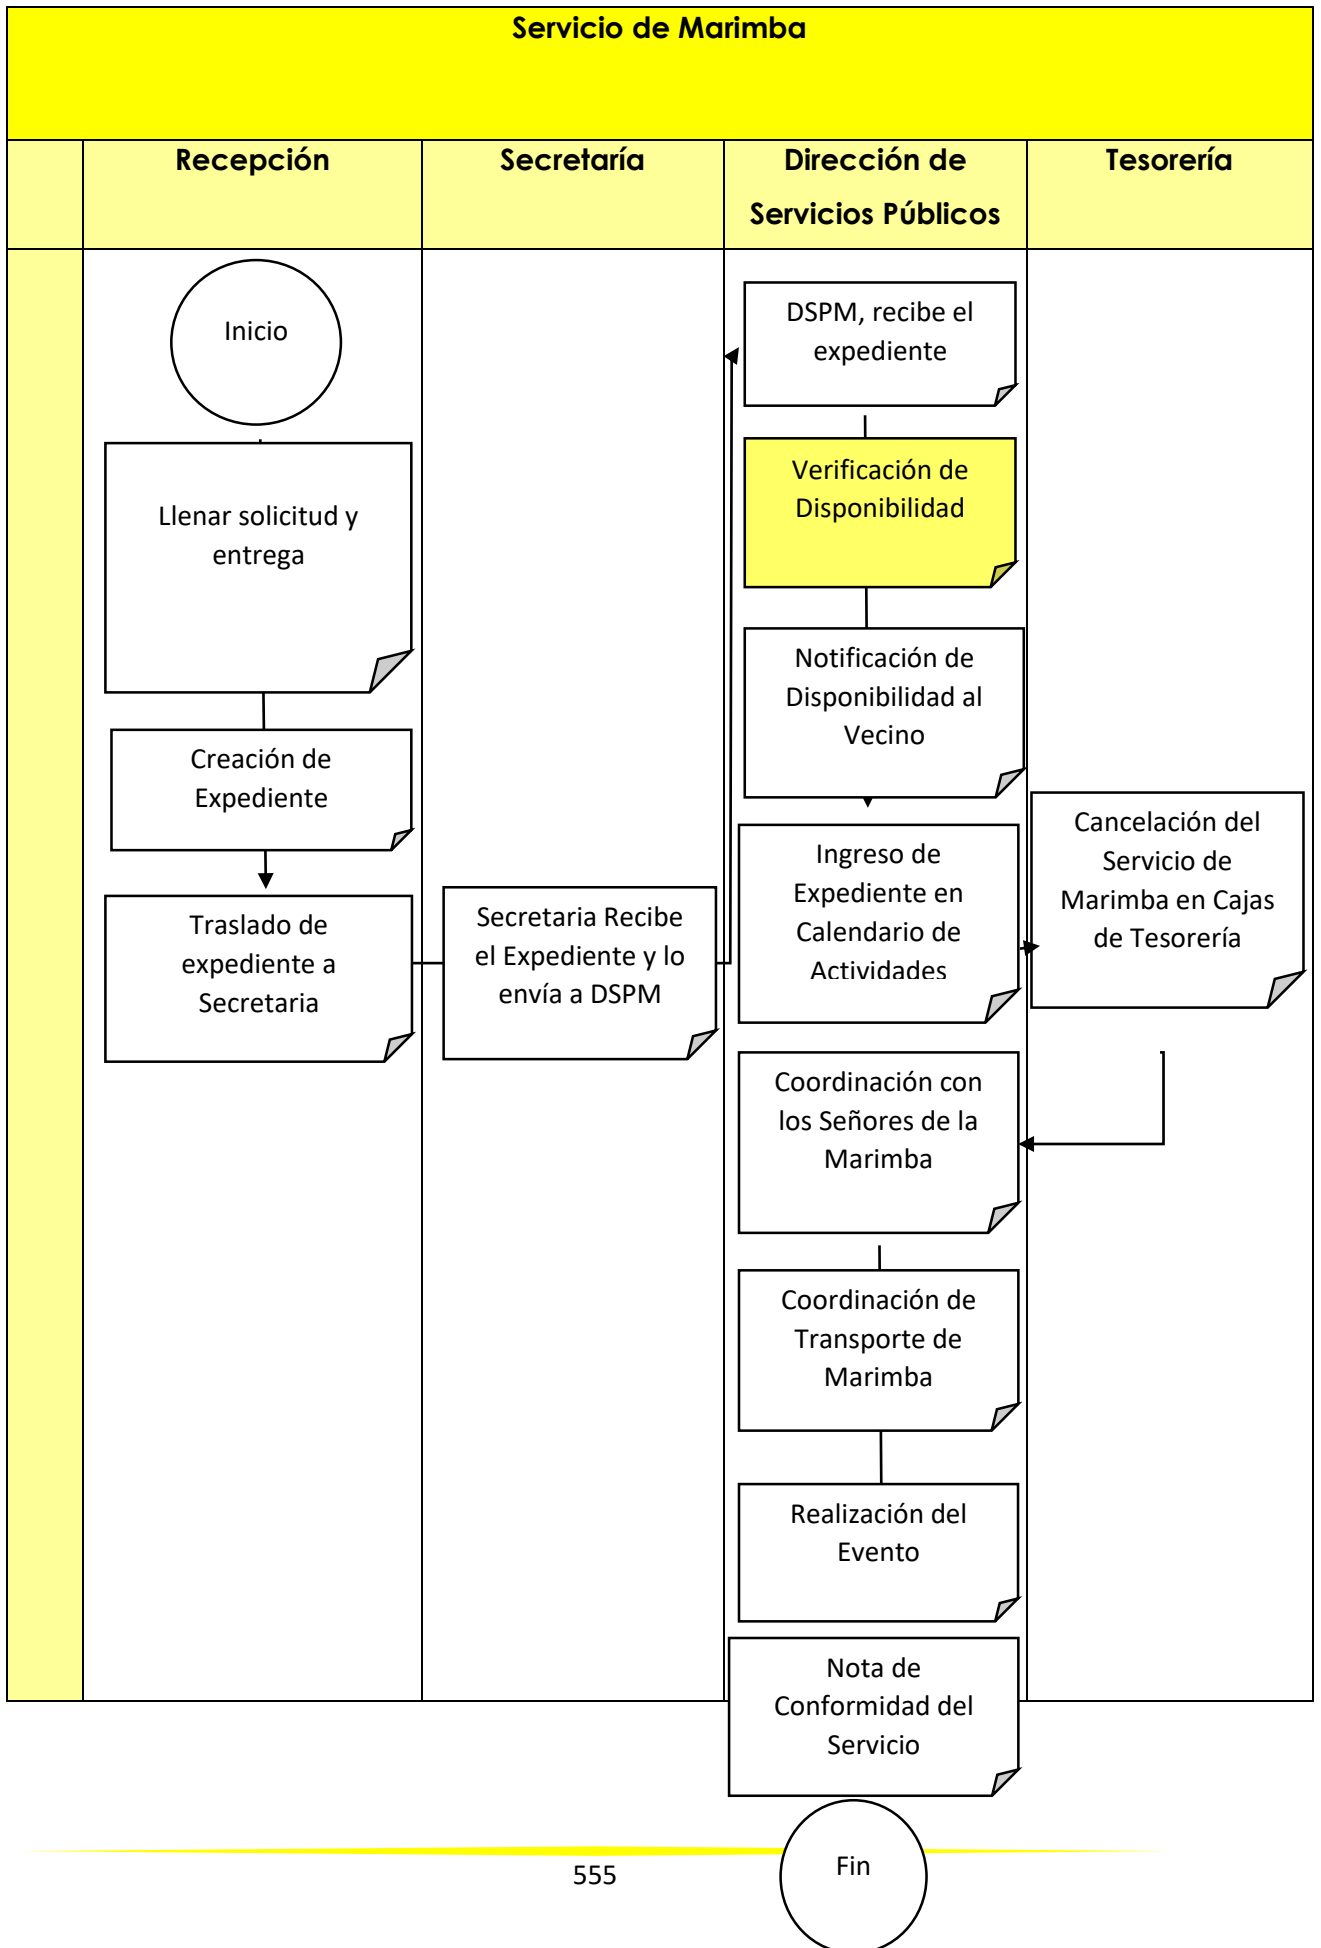 Servicio de Marimba
Recepción
Secretaría
Dirección de
Servicios Públicos
Tesorería
Inicio
Llenar solicitud y
entrega
Creación de
Expediente
Traslado de
expediente a
Secretaria
Secretaria Recibe
el Expediente y lo
envía a DSPM
DSPM, recibe el
expediente
Verificación de
Disponibilidad
Notificación de
Disponibilidad al
Vecino
Ingreso de
Expediente en
Calendario de
Actividades
Cancelación del
Servicio de
Marimba en Cajas
de Tesorería
Coordinación con
los Señores de la
Marimba
Coordinación de
Transporte de
Marimba
Realización del
Evento
Nota de
Conformidad del
Servicio
Fin
555